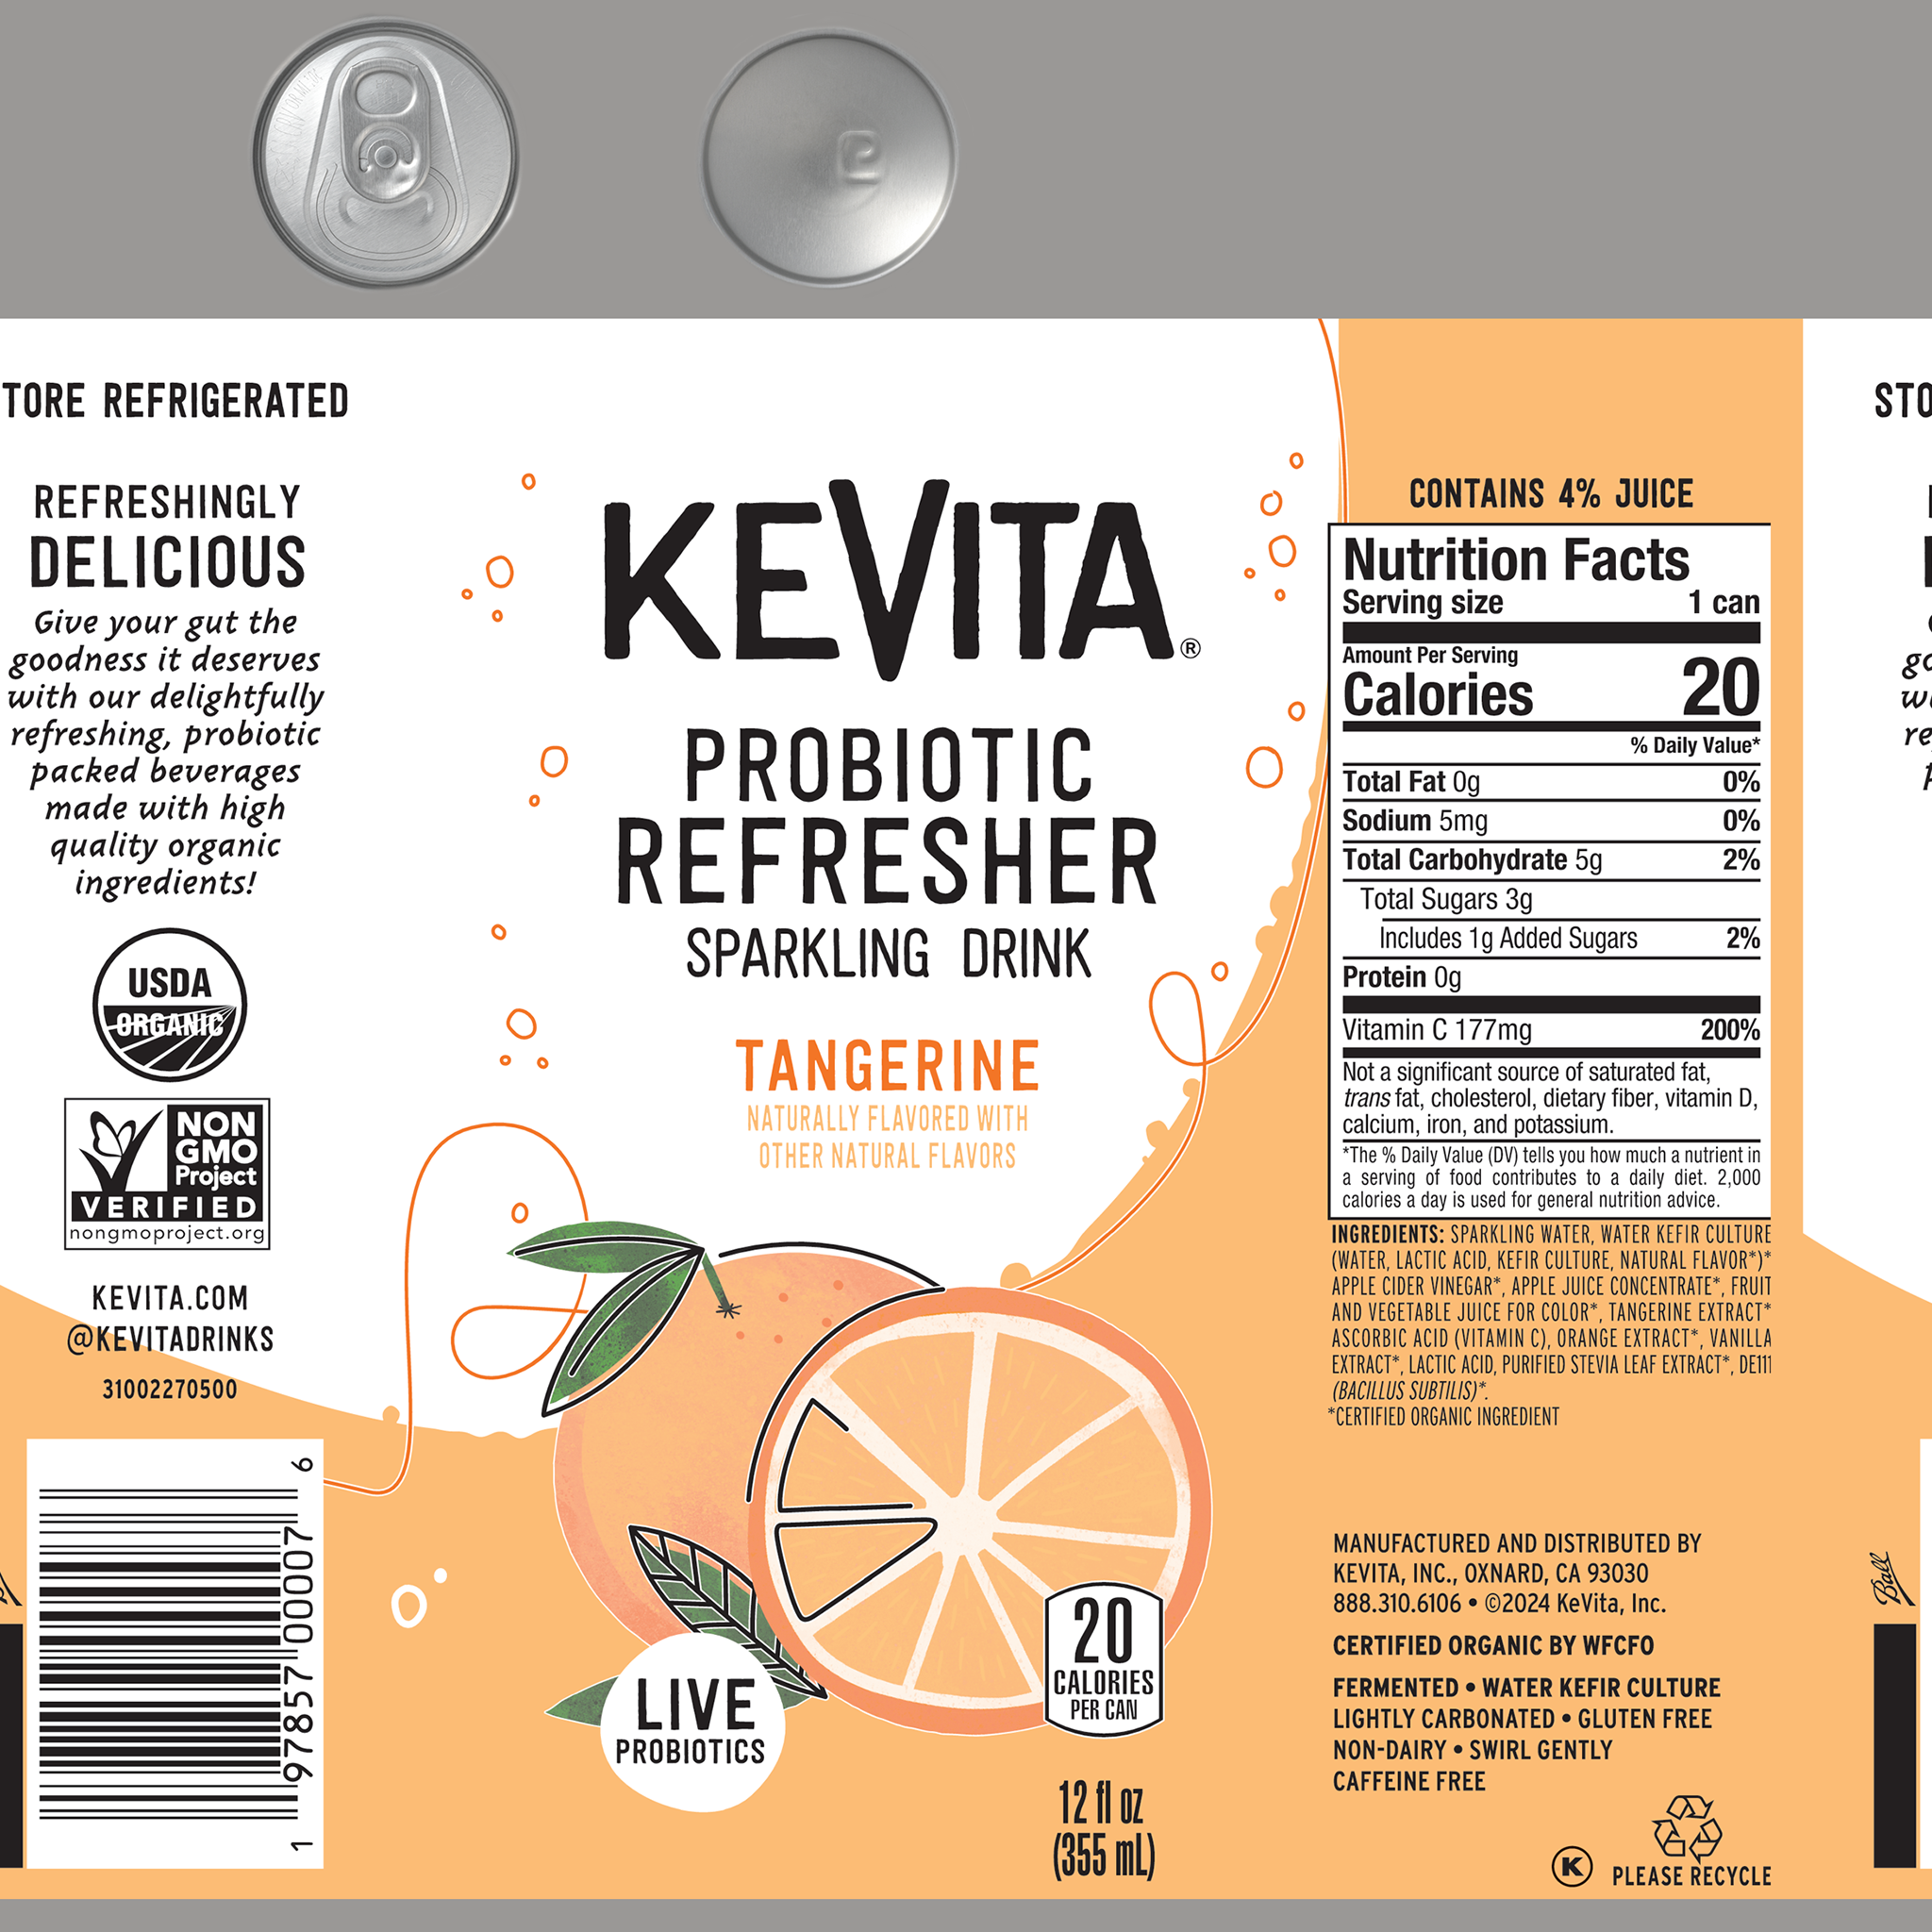 TORE REFRIGERATED
REFRESHINGLY
DELICIOUS
Give your gut the
goodness it deserves
with our delightfully
refreshing, probiotic
packed beverages
made with high
quality organic
ingredients!
USDA
ORGANIC
NON
GMO
Project
VERIFIED
nongmoproject.org
KEVITA.COM
@KEVITADRINKS
31002270500
1 97857 00007 6
KEVITA®
PROBIOTIC
REFRESHER
SPARKLING DRINK
TANGERINE
NATURALLY FLAVORED WITH
OTHER NATURAL FLAVORS
LIVE
PROBIOTICS
20
CALORIES
PER CAN
12 fl oz
(355 mL)
CONTAINS 4% JUICE
Nutrition Facts
Serving size 1 can
Amount Per Serving
Calories 20
% Daily Value*
Total Fat 0g 0%
Sodium 5mg 0%
Total Carbohydrate 5g 2%
Total Sugars 3g
Includes 1g Added Sugars 2%
Protein 0g
Vitamin C 177mg 200%
Not a significant source of saturated fat,
trans fat, cholesterol, dietary fiber, vitamin D,
calcium, iron, and potassium.
*The % Daily Value (DV) tells you how much a nutrient in
a serving of food contributes to a daily diet. 2,000
calories a day is used for general nutrition advice.
INGREDIENTS: SPARKLING WATER, WATER KEFIR CULTURE
(WATER, LACTIC ACID, KEFIR CULTURE, NATURAL FLAVOR*)*
APPLE CIDER VINEGAR*, APPLE JUICE CONCENTRATE*, FRUIT
AND VEGETABLE JUICE FOR COLOR*, TANGERINE EXTRACT*
ASCORBIC ACID (VITAMIN C), ORANGE EXTRACT*, VANILLA
EXTRACT*, LACTIC ACID, PURIFIED STEVIA LEAF EXTRACT*, DE111
(BACILLUS SUBTILIS)*.
*CERTIFIED ORGANIC INGREDIENT
MANUFACTURED AND DISTRIBUTED BY
KEVITA, INC., OXNARD, CA 93030
888.310.6106 • ©2024 KeVita, Inc.
CERTIFIED ORGANIC BY WFCFO
FERMENTED • WATER KEFIR CULTURE
LIGHTLY CARBONATED • GLUTEN FREE
NON-DAIRY • SWIRL GENTLY
CAFFEINE FREE
K
PLEASE RECYCLE
STO
Ball